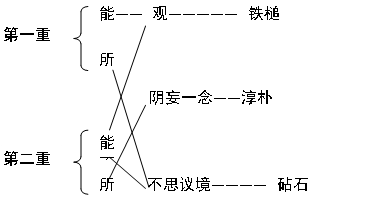 能—— 观————— 铁槌
第一重
所
阴妄一念——淳朴
能
第二重
所 不思议境———— 砧石